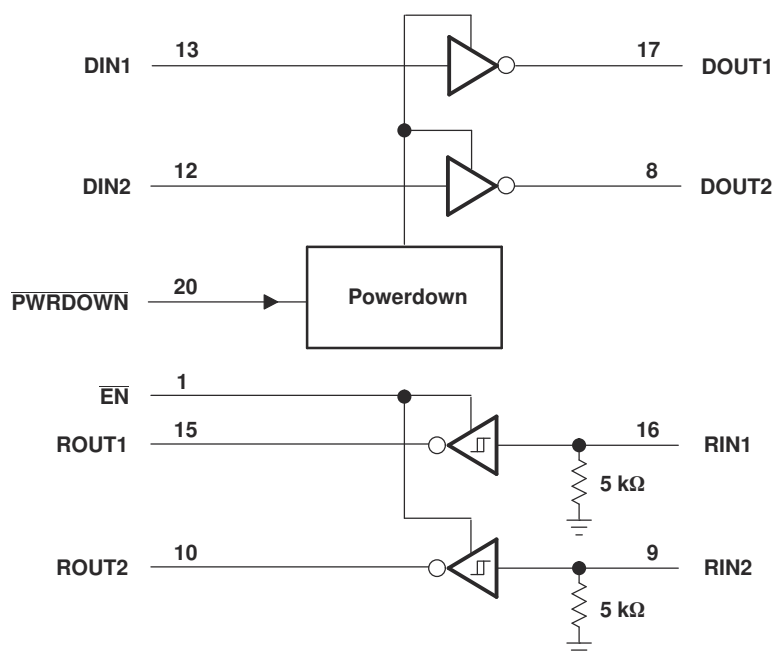 DIN1 13 17 DOUT1
DIN2 12 8 DOUT2
PWRDOWN 20 Powerdown
EN 1
ROUT1 15 16 RIN1
5 kΩ
ROUT2 10 9 RIN2
5 kΩ